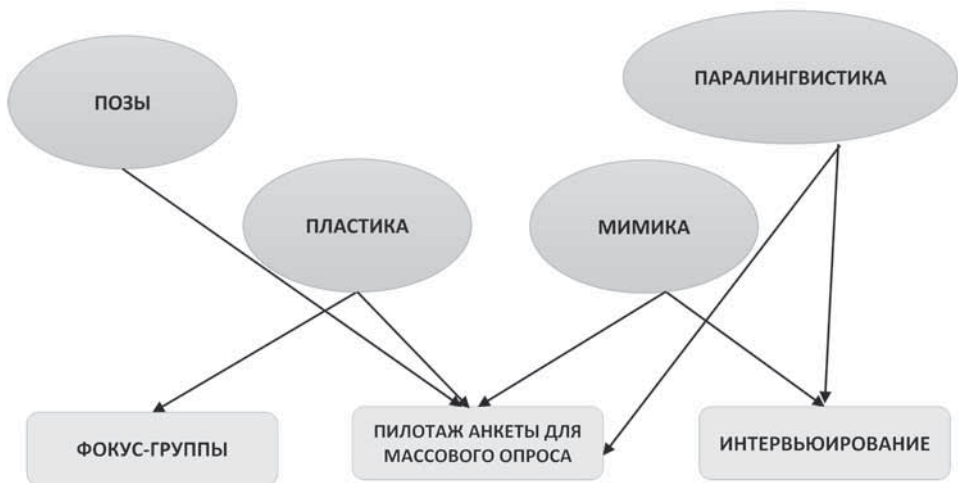 ПАРАЛИНГВИСТИКА
ПОЗЫ
ПЛАСТИКА
МИМИКА
ФОКУС-ГРУППЫ
ПИЛОТАЖ АНКЕТЫ ДЛЯ
МАССОВОГО ОПРОСА
ИНТЕРВЬЮИРОВАНИЕ